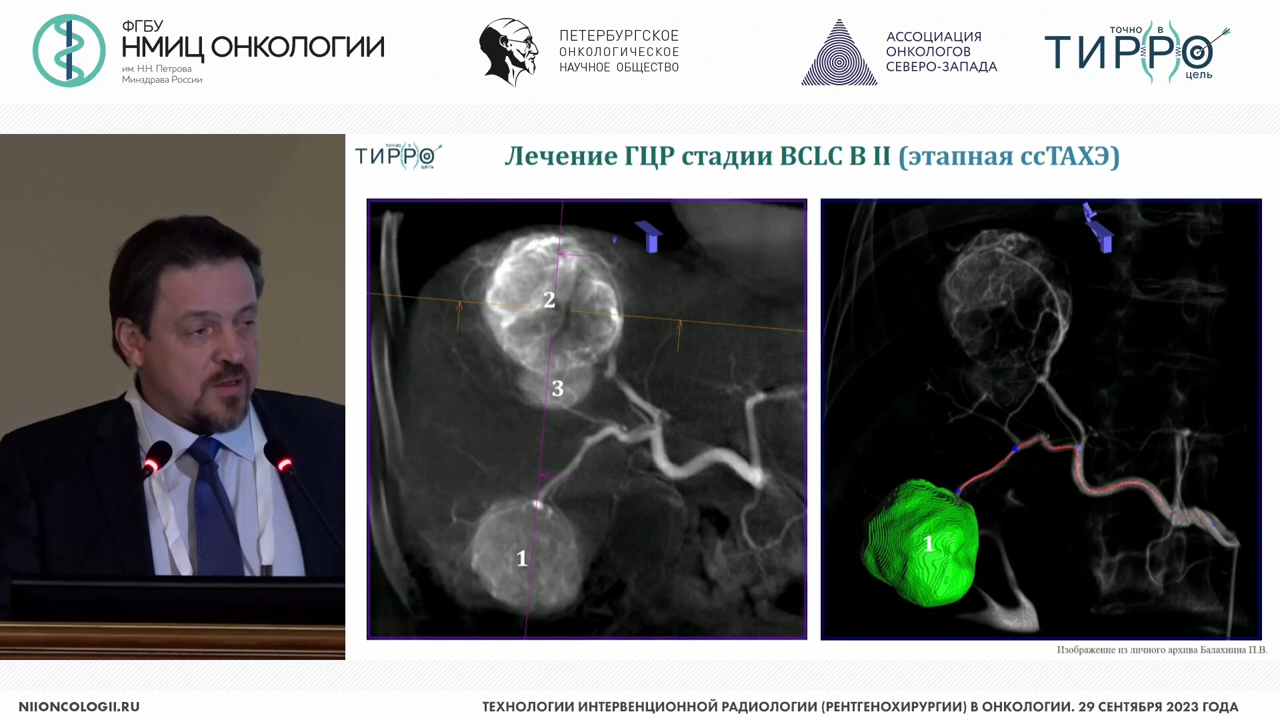 ФГБУ
НМИЦ ОНКОЛОГИИ
им. Н.Н. Петрова
Минздрава России
ПЕТЕРБУРГСКОЕ
ОНКОЛОГИЧЕСКОЕ
НАУЧНОЕ ОБЩЕСТВО
АССОЦИАЦИЯ
ОНКОЛОГОВ
СЕВЕРО-ЗАПАДА
ТОЧНО В
ТИРРО
цель
ТОЧНО В
ТИРРО
цель
Лечение ГЦР стадии BCLC B II (этапная ссТАХЭ)
2
3
1
1
Изображение из личного архива Балахнина П.В.
NIIONCOLOGII.RU
ТЕХНОЛОГИИ ИНТЕРВЕНЦИОННОЙ РАДИОЛОГИИ (РЕНТГЕНОХИРУРГИИ) В ОНКОЛОГИИ. 29 СЕНТЯБРЯ 2023 ГОДА